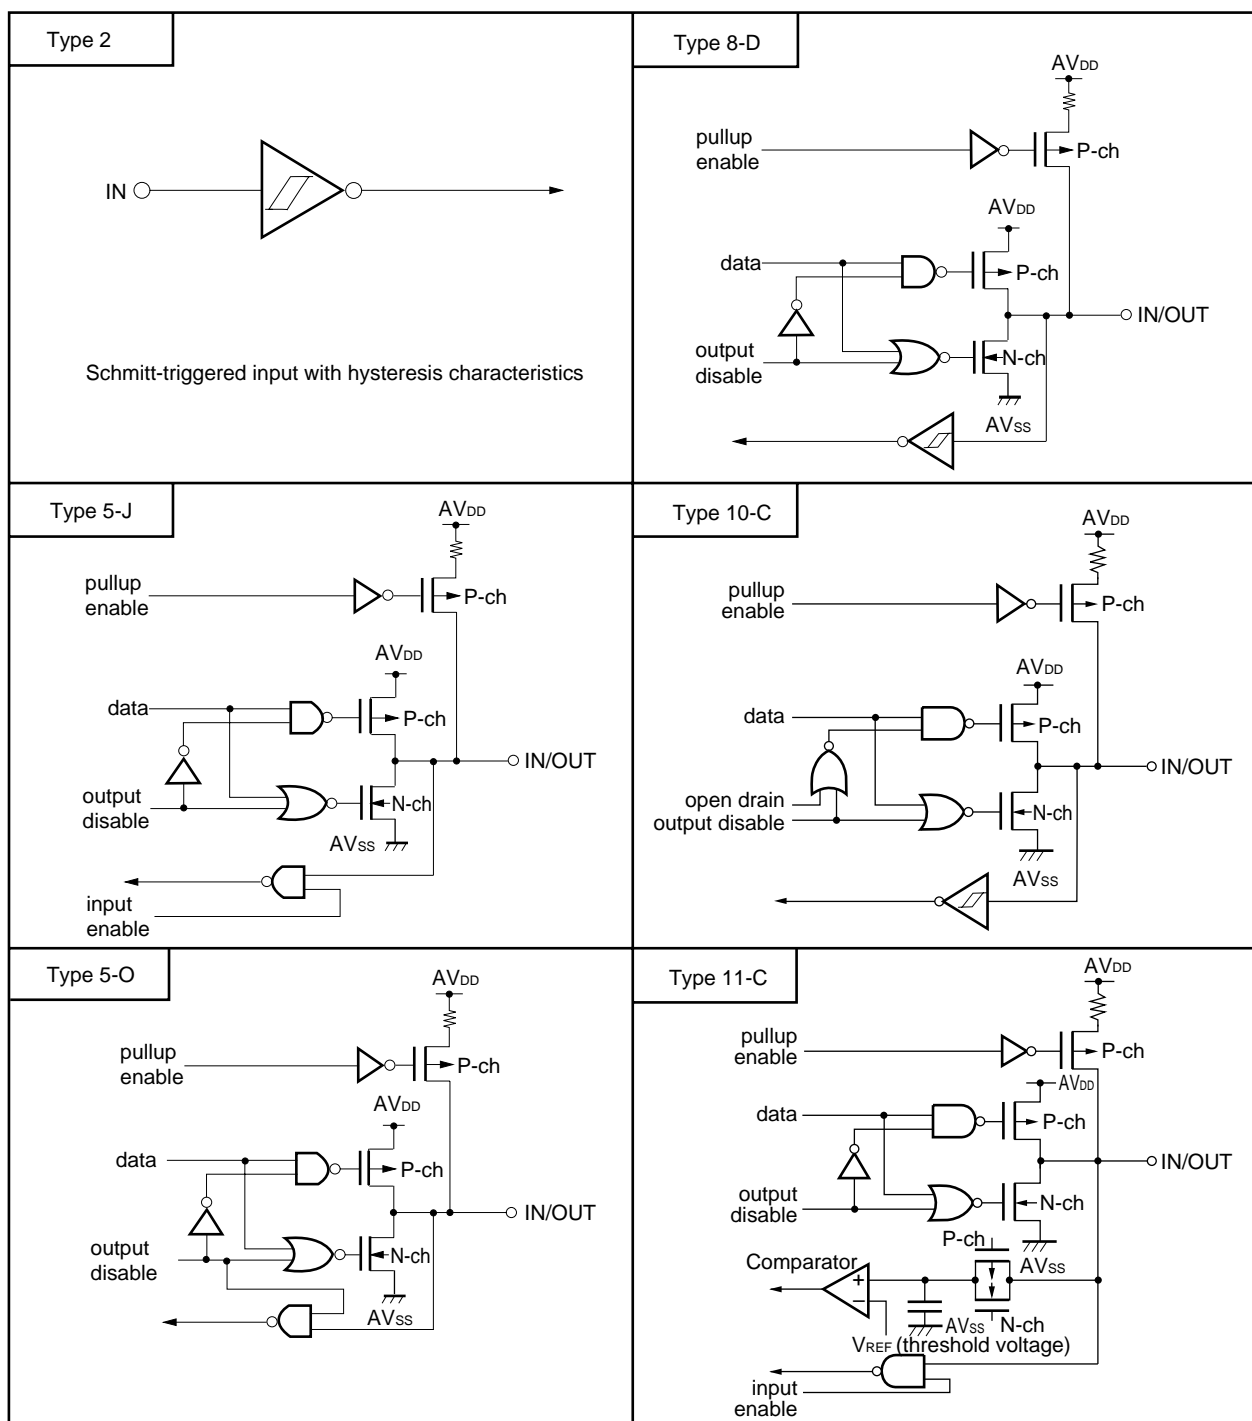 Type 2
IN
Schmitt-triggered input with hysteresis characteristics
Type 8-D
AVDD
pullup
enable
P-ch
AVDD
data
P-ch
IN/OUT
output
disable
N-ch
AVSS
Type 5-J
AVDD
pullup
enable
P-ch
AVDD
data
P-ch
IN/OUT
output
disable
N-ch
AVSS
input
enable
Type 10-C
AVDD
pullup
enable
P-ch
AVDD
data
P-ch
IN/OUT
open drain
output disable
N-ch
AVSS
Type 5-O
AVDD
pullup
enable
P-ch
AVDD
data
P-ch
IN/OUT
output
disable
N-ch
AVSS
Type 11-C
AVDD
pullup
enable
P-ch
AVDD
data
P-ch
IN/OUT
output
disable
N-ch
P-ch
Comparator
AVSS
+
−
AVSS
N-ch
VREF (threshold voltage)
input
enable